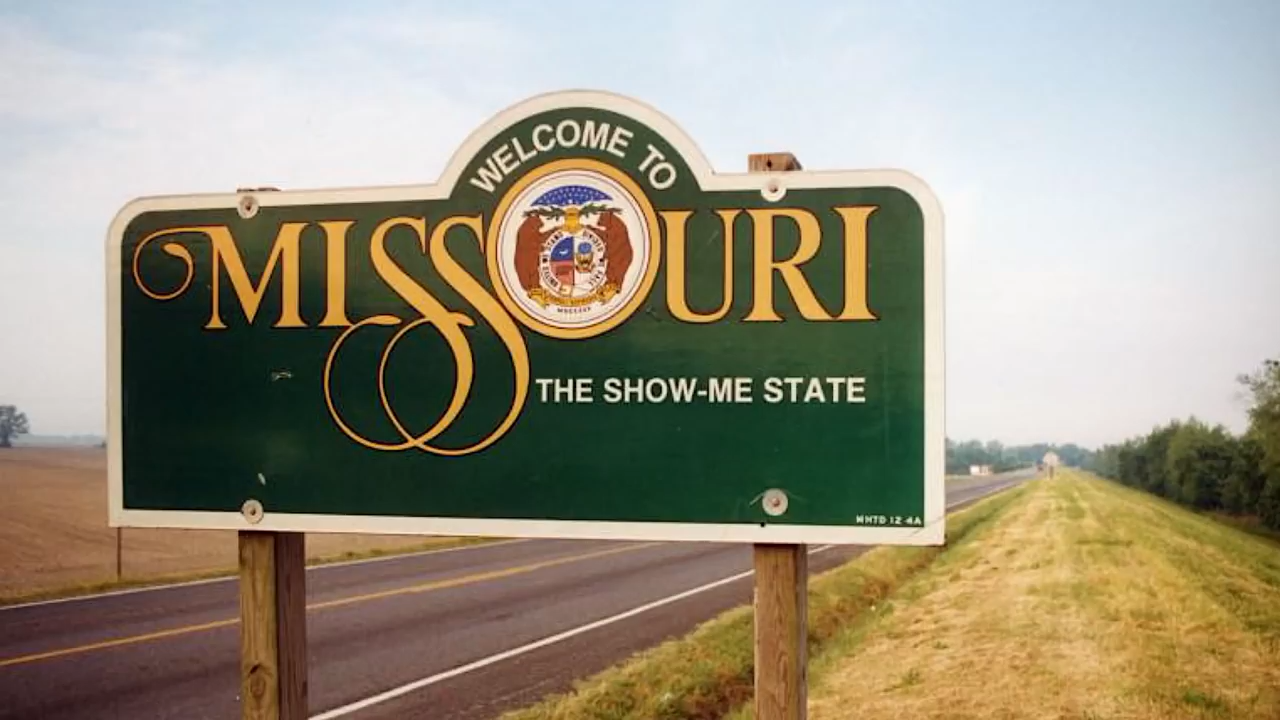 WELCOME TO
MISSOURI
THE SHOW-ME STATE
MHTD 12-4A